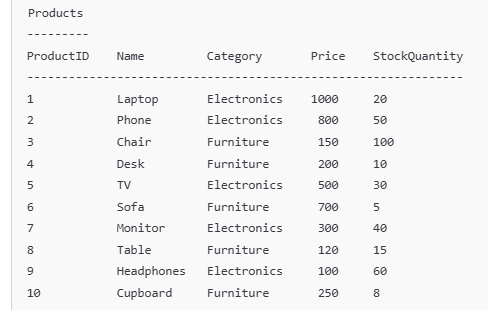 Products
---------
ProductID Name Category Price StockQuantity
---------------------------------------------------------------
1 Laptop Electronics 1000 20
2 Phone Electronics 800 50
3 Chair Furniture 150 100
4 Desk Furniture 200 10
5 TV Electronics 500 30
6 Sofa Furniture 700 5
7 Monitor Electronics 300 40
8 Table Furniture 120 15
9 Headphones Electronics 100 60
10 Cupboard Furniture 250 8